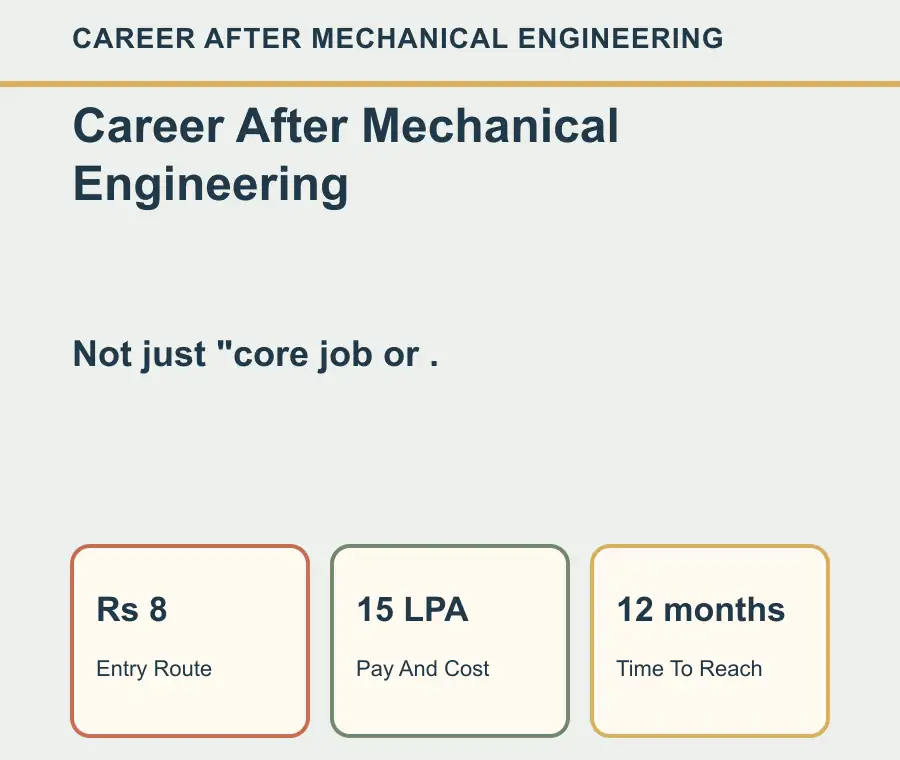 CAREER AFTER MECHANICAL ENGINEERING
Career After Mechanical
Engineering
Not just "core job or .
Rs 8
Entry Route
15 LPA
Pay And Cost
12 months
Time To Reach